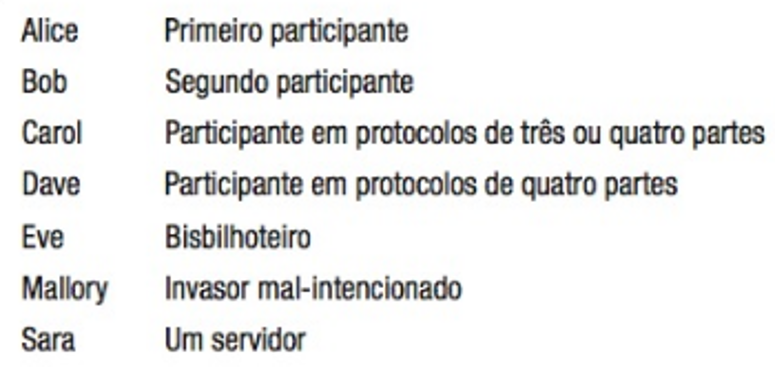 Alice Primeiro participante
Bob Segundo participante
Carol Participante em protocolos de três ou quatro partes
Dave Participante em protocolos de quatro partes
Eve Bisbilhoteiro
Mallory Invasor mal-intencionado
Sara Um servidor